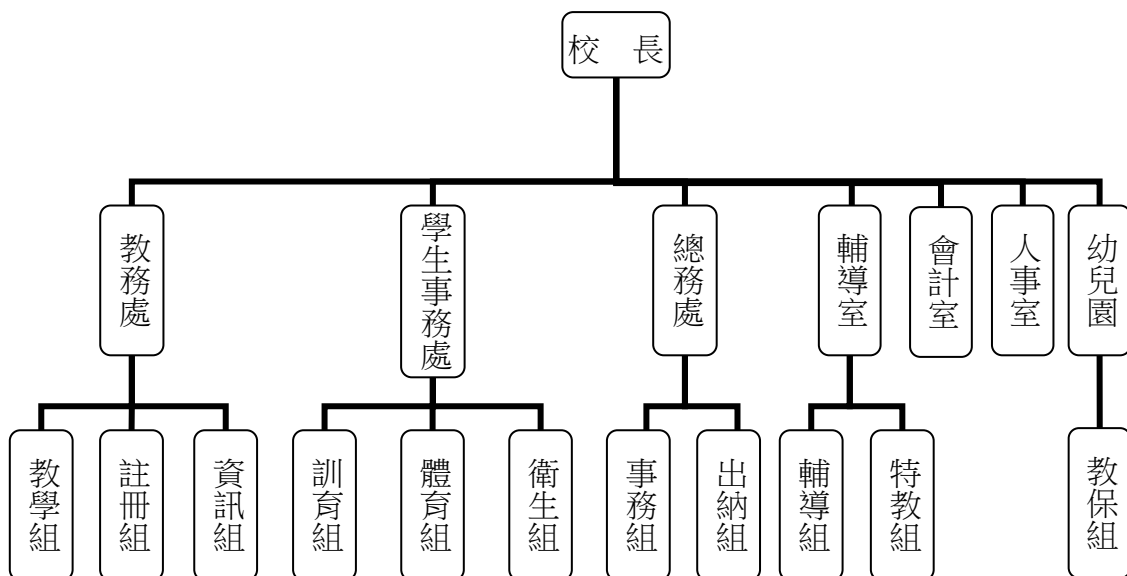 校　長
教務處
學生事務處
總務處
輔導室
會計室
人事室
幼兒園
教學組
註冊組
資訊組
訓育組
體育組
衛生組
事務組
出納組
輔導組
特教組
教保組